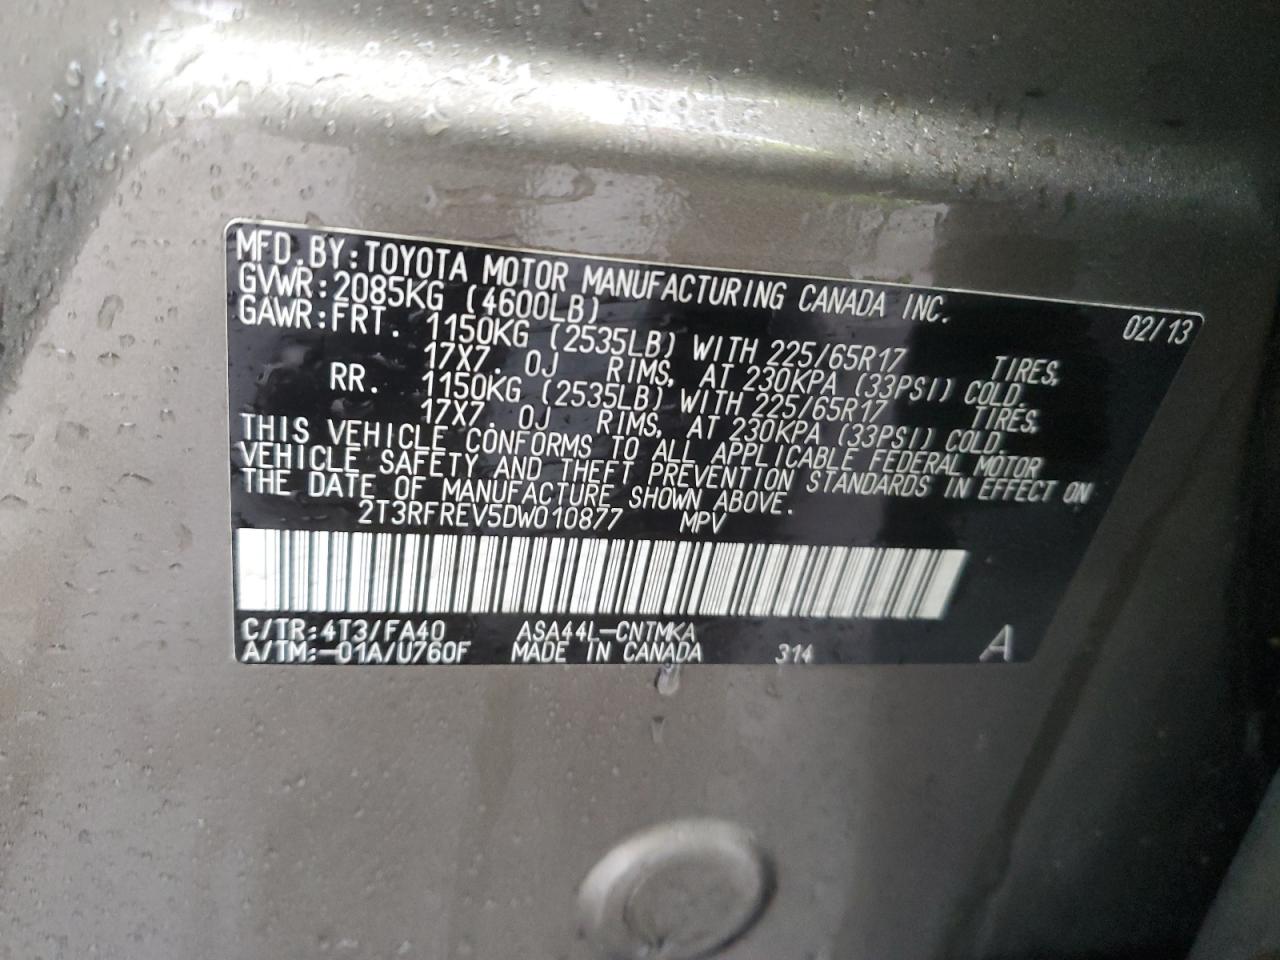 MFD.BY:TOYOTA MOTOR MANUFACTURING CANADA INC. 02/13
GVWR:2085KG (4600LB)
GAWR:FRT. 1150KG (2535LB) WITH 225/65R17 TIRES,
17X7.0J RIMS, AT 230KPA (33PSI) COLD.
RR. 1150KG (2535LB) WITH 225/65R17 TIRES,
17X7.0J RIMS, AT 230KPA (33PSI) COLD.
THIS VEHICLE CONFORMS TO ALL APPLICABLE FEDERAL MOTOR
VEHICLE SAFETY AND THEFT PREVENTION STANDARDS IN EFFECT ON
THE DATE OF MANUFACTURE SHOWN ABOVE.
2T3RFREV5DW010877 MPV
C/TR:4T3/FA40 ASA44L-CNTMKA
A/TM:-01A/U760F MADE IN CANADA 314 A